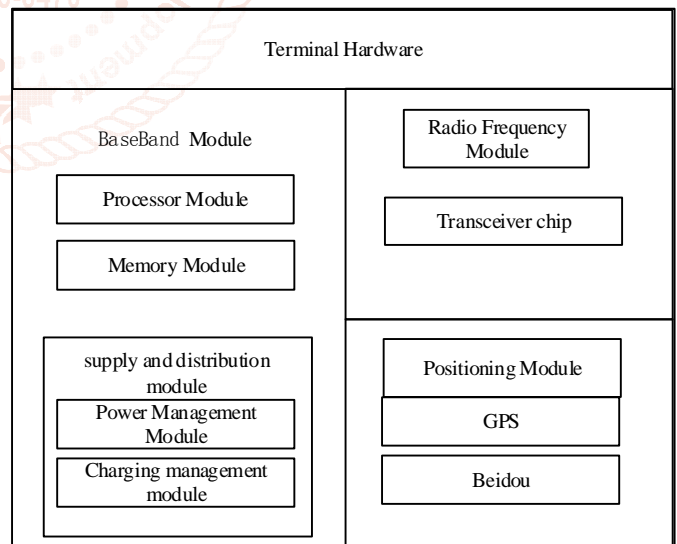 Terminal Hardware
BaseBand Module
Processor Module
Memory Module
supply and distribution
module
Power Management
Module
Charging management
module
Radio Frequency
Module
Transceiver chip
Positioning Module
GPS
Beidou